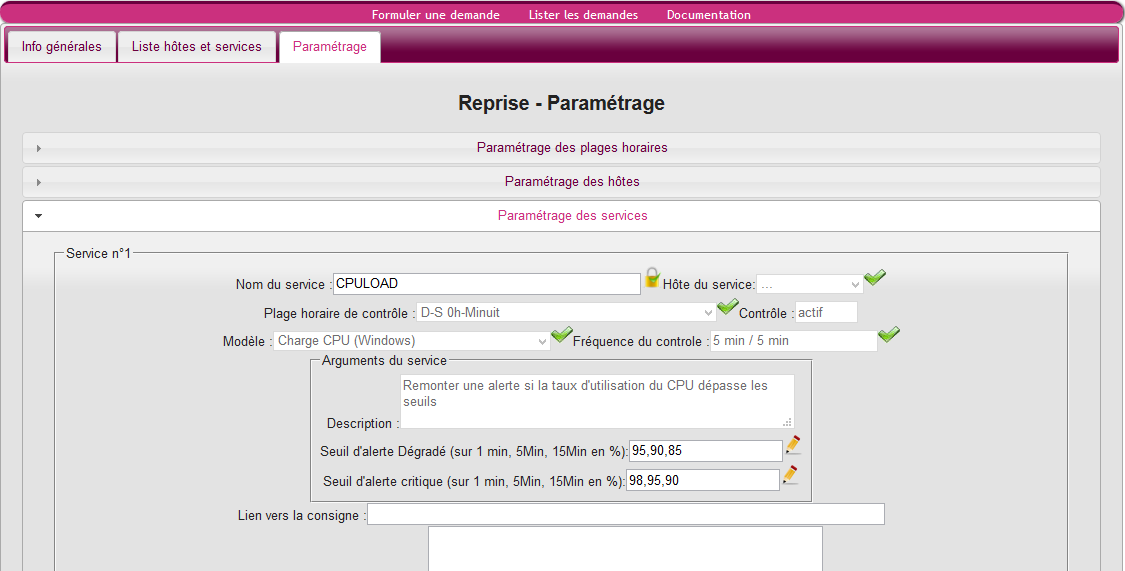 Formuler une demande Lister les demandes Documentation
Info générales Liste hôtes et services Paramétrage
Reprise - Paramétrage
Paramétrage des plages horaires
Paramétrage des hôtes
Paramétrage des services
Service n°1
Nom du service : CPULOAD Hôte du service: ...
Plage horaire de contrôle : D-S 0h-Minuit Contrôle : actif
Modèle : Charge CPU (Windows) Fréquence du controle : 5 min / 5 min
Arguments du service
Remonter une alerte si la taux d'utilisation du CPU dépasse les
seuils
Description :
Seuil d'alerte Dégradé (sur 1 min, 5Min, 15Min en %): 95,90,85
Seuil d'alerte critique (sur 1 min, 5Min, 15Min en %): 98,95,90
Lien vers la consigne :